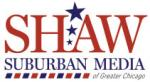 SHAW
SUBURBAN MEDIA
of Greater Chicago